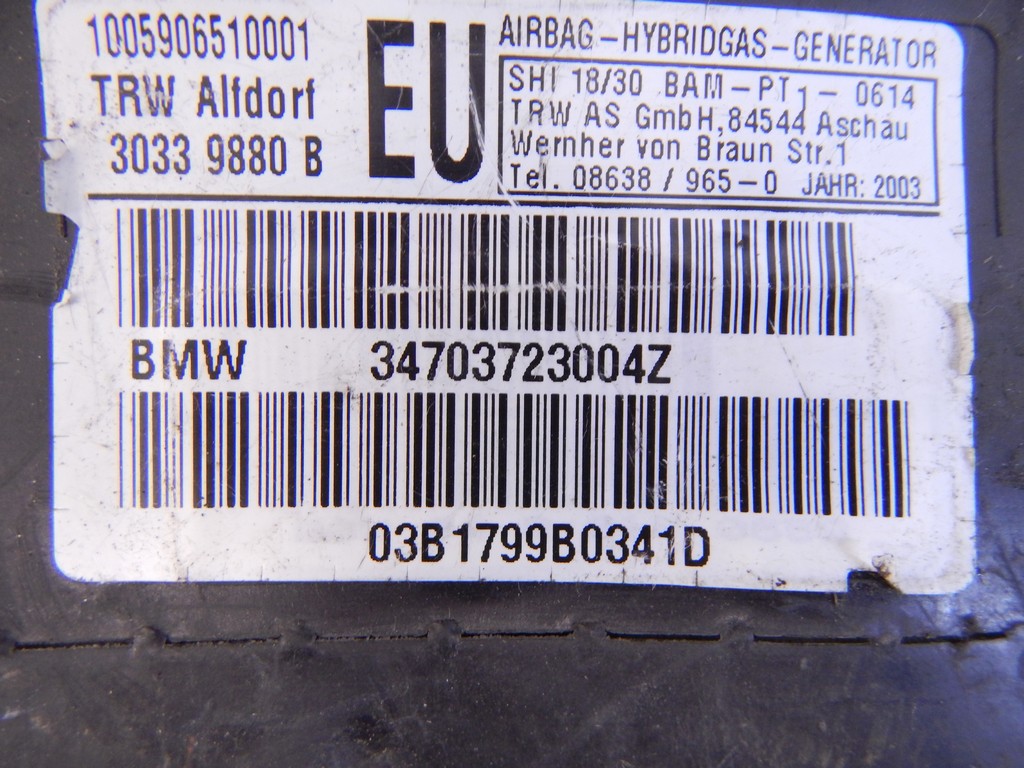 1005906510001
TRW Alfdorf
3033 9880 B
EU
AIRBAG-HYBRIDGAS-GENERATOR
SHI 18/30 BAM-PT1-0614
TRW AS GmbH, 84544 Aschau
Wernher von Braun Str.1
Tel. 08638 / 965-0 JAHR: 2003
BMW 34703723004Z
03B1799B0341D